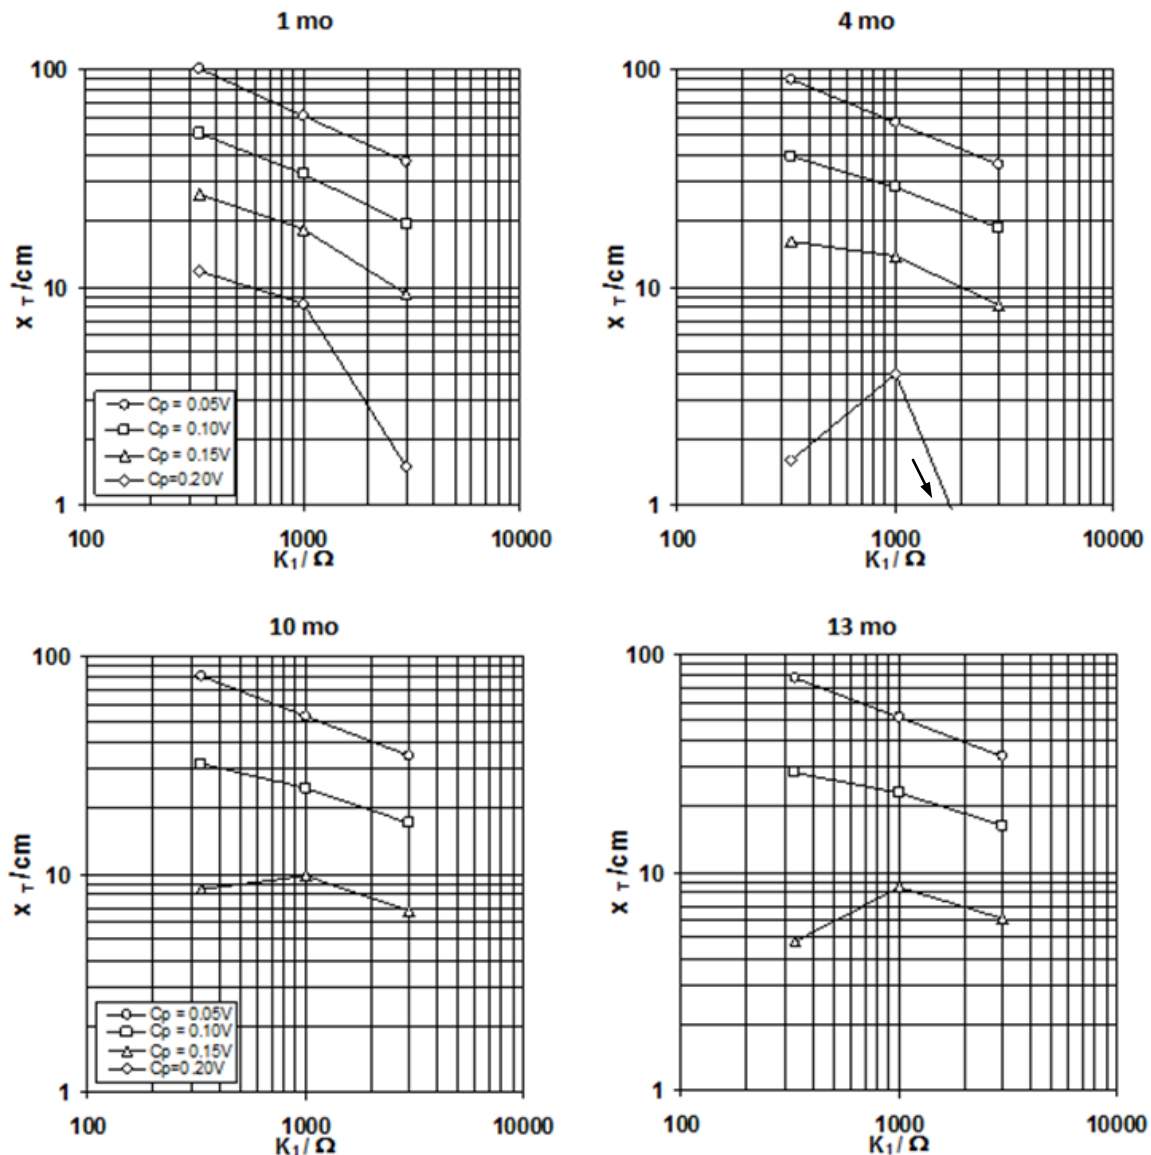 1 mo
100
10
1
x T /cm
Cp = 0.05V
Cp = 0.10V
Cp = 0.15V
Cp=0.20V
100 1000 10000
K1/ Ω
4 mo
100
10
1
x T /cm
100 1000 10000
K1/ Ω
10 mo
100
10
1
x T /cm
Cp = 0.05V
Cp = 0.10V
Cp = 0.15V
Cp=0.20V
100 1000 10000
K1/ Ω
13 mo
100
10
1
x T /cm
100 1000 10000
K1/ Ω